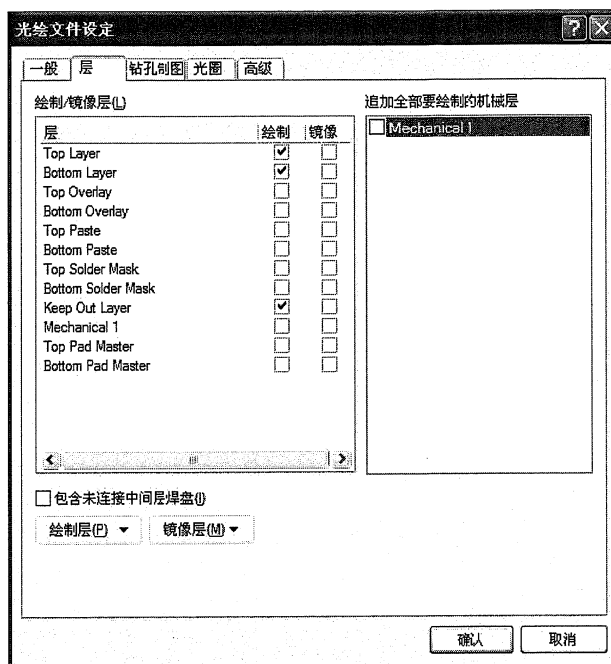 光绘文件设定
一般 层 钻孔制图 光圈 高级
绘制/镜像层(L)
层 绘制 镜像
Top Layer
Bottom Layer
Top Overlay
Bottom Overlay
Top Paste
Bottom Paste
Top Solder Mask
Bottom Solder Mask
Keep Out Layer
Mechanical 1
Top Pad Master
Bottom Pad Master
追加全部要绘制的机械层
Mechanical 1
包含未连接中间层焊盘(I)
绘制层(P) 镜像层(M)
确认 取消